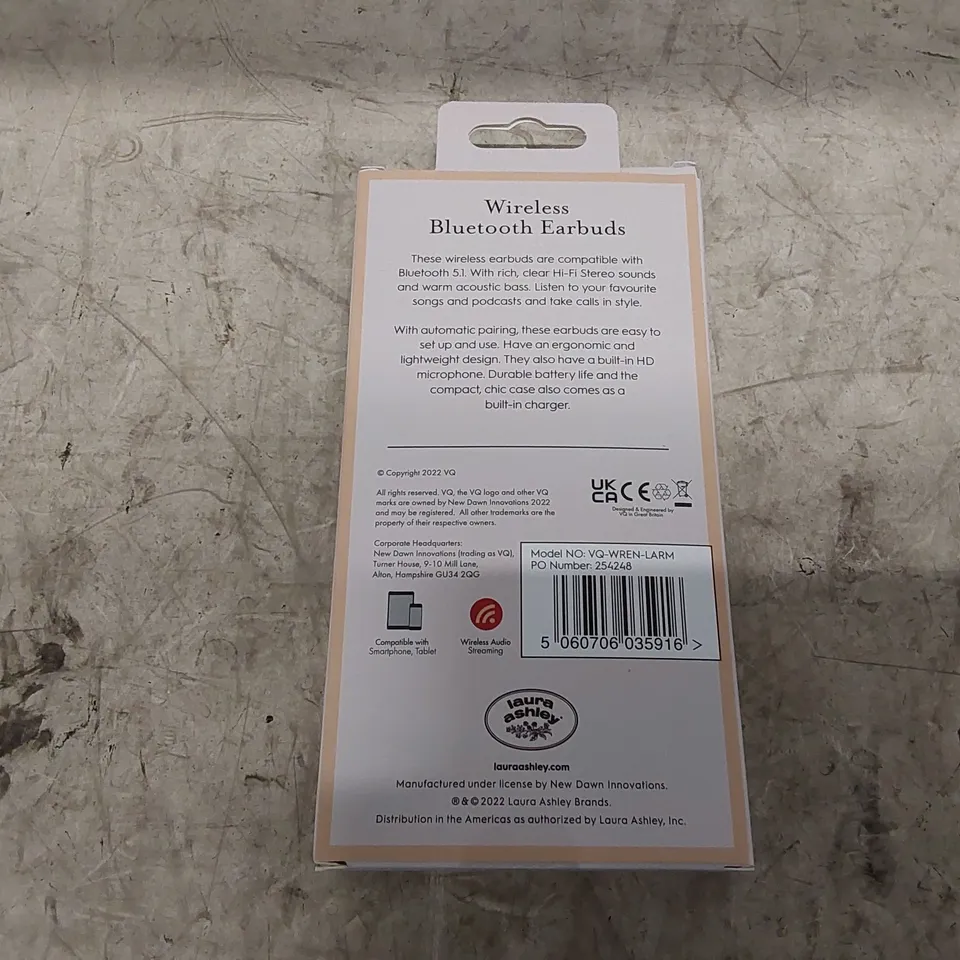 Wireless
Bluetooth Earbuds
These wireless earbuds are compatible with
Bluetooth 5.1. With rich, clear Hi-Fi Stereo sounds
and warm acoustic bass. Listen to your favourite
songs and podcasts and take calls in style.
With automatic pairing, these earbuds are easy to
set up and use. Have an ergonomic and
lightweight design. They also have a built-in HD
microphone. Durable battery life and the
compact, chic case also comes as a
built-in charger.
© Copyright 2022 VQ
All rights reserved. VQ, the VQ logo and other VQ
marks are owned by New Dawn Innovations 2022
and may be registered. All other trademarks are the
property of their respective owners.
UK
CA CE
Designed & Engineered by
VQ in Great Britain
Corporate Headquarters:
New Dawn Innovations (trading as VQ),
Turner House, 9-10 Mill Lane,
Alton, Hampshire GU34 2QG
Model NO: VQ-WREN-LARM
PO Number: 254248
5 060706 035916 >
Compatible with
Smartphone, Tablet
Wireless Audio
Streaming
laura
ashley
lauraashley.com
Manufactured under license by New Dawn Innovations.
® & © 2022 Laura Ashley Brands.
Distribution in the Americas as authorized by Laura Ashley, Inc.